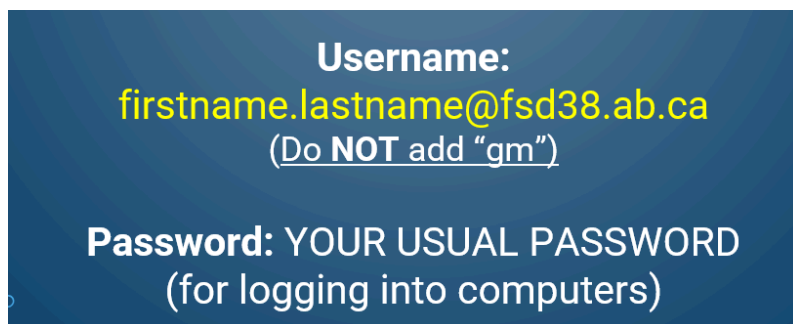 Username:
firstname.lastname@fsd38.ab.ca
(Do NOT add “gm”)
Password: YOUR USUAL PASSWORD
(for logging into computers)